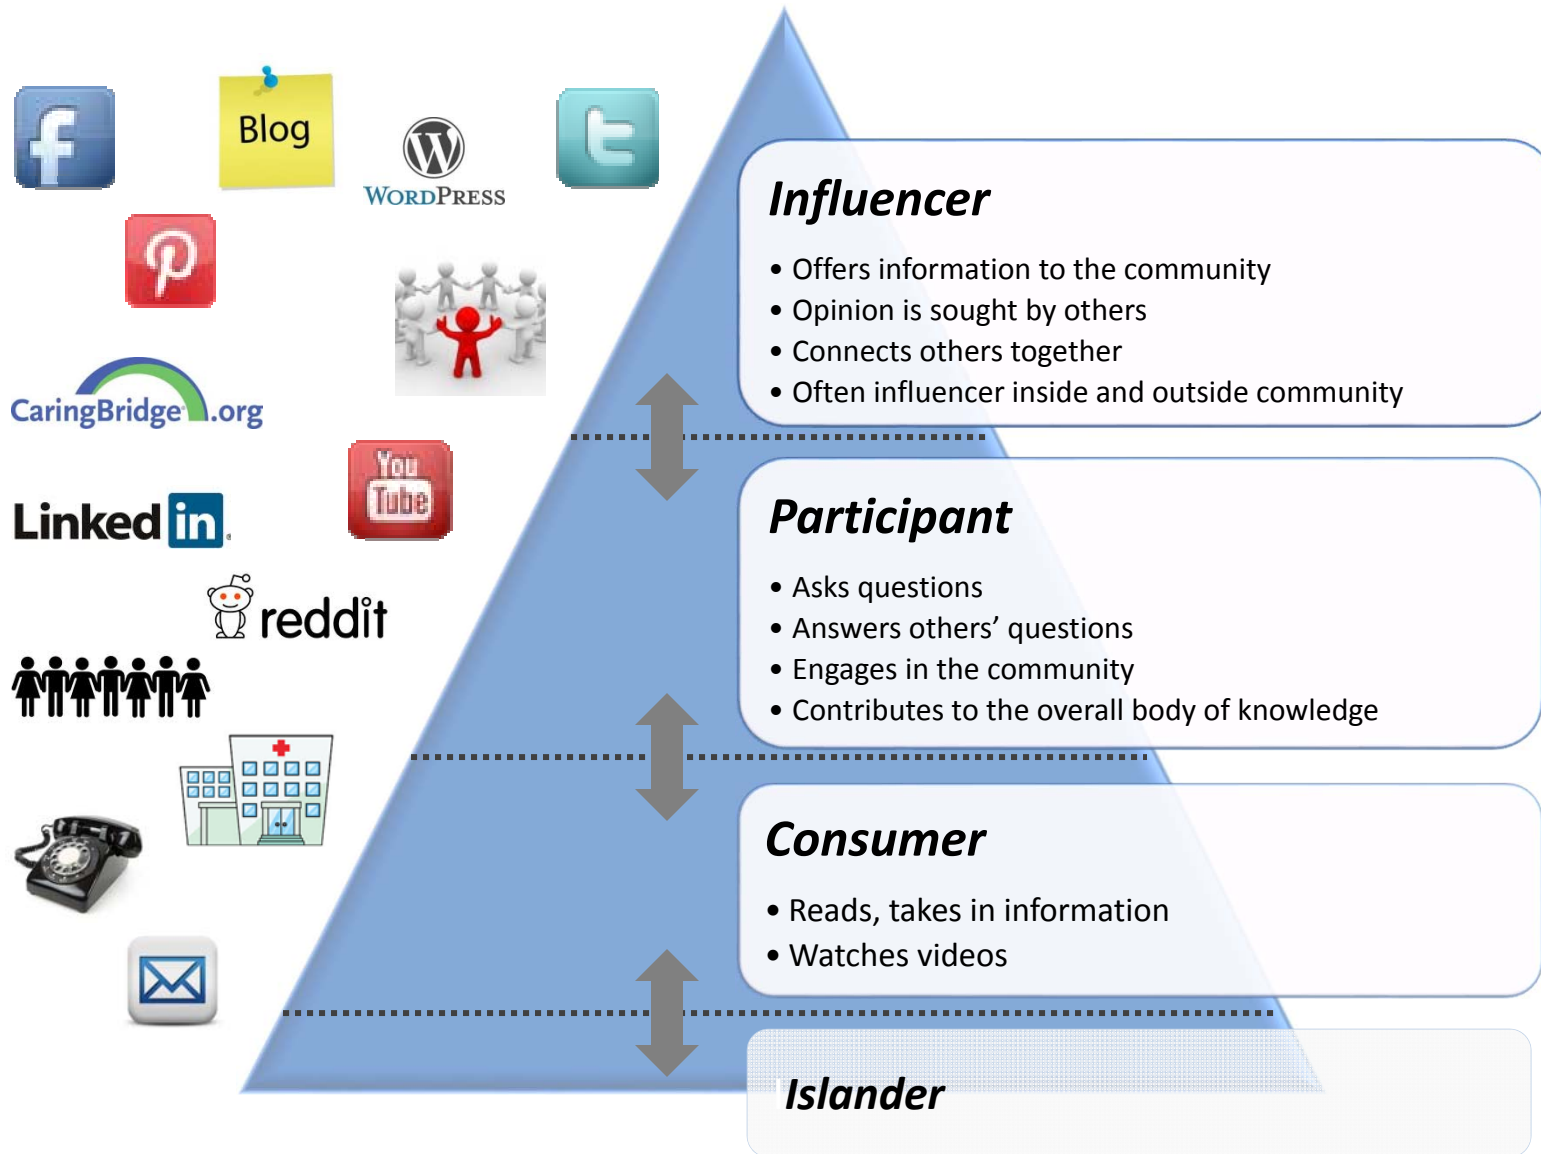 f
Blog
W
WORDPRESS
t
p
CaringBridge .org
You
Tube
Linked in
reddit
Influencer
• Offers information to the community
• Opinion is sought by others
• Connects others together
• Often influencer inside and outside community
Participant
• Asks questions
• Answers others’ questions
• Engages in the community
• Contributes to the overall body of knowledge
Consumer
• Reads, takes in information
• Watches videos
Islander